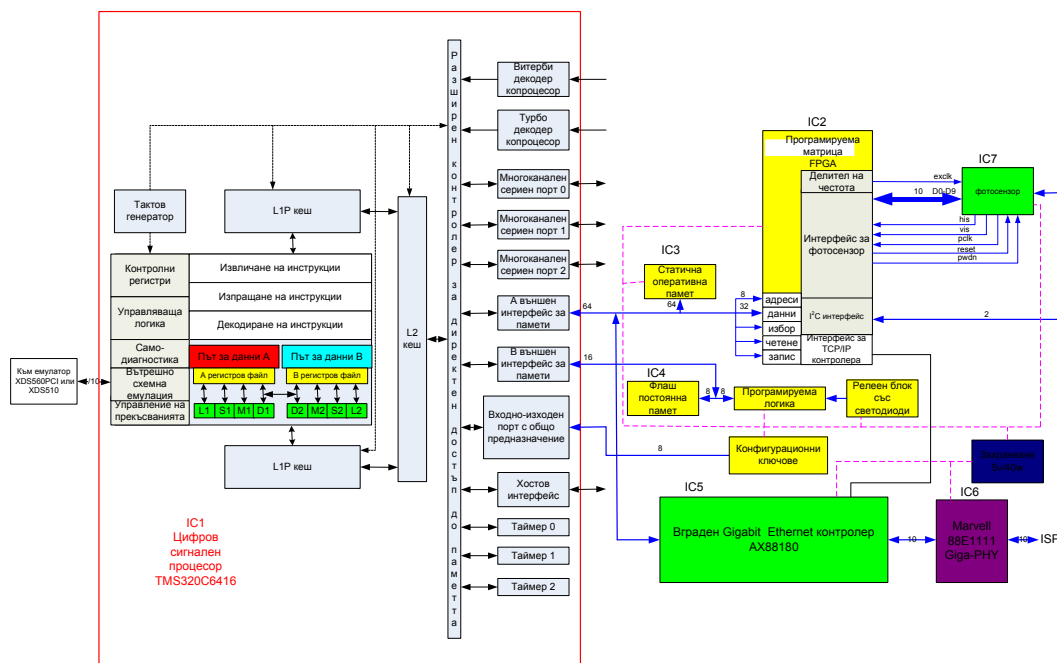 Към емулатор
XDS560PCI или
XDS510
10
Тактов
генератор
L1P кеш
Контролни
регистри
Управляваща
логика
Само-
диагностика
Вътрешно
схемна
емулация
Управление на
прекъсванията
Извличане на инструкции
Изпращане на инструкции
Декодиране на инструкции
Път за данни А
Път за данни В
А регистров файл
В регистров файл
L1
S1
M1
D1
D2
M2
S2
L2
L1P кеш
L2
IC1
Цифров
сигнален
процесор
TMS320C6416
Разширен контролер за директен достъп до паметта
Витерби
декодер
копроцесор
Турбо
декодер
копроцесор
Многоканален
сериен порт 0
Многоканален
сериен порт 1
Многоканален
сериен порт 2
А външен
интерфейс за
памети
В външен
интерфейс за
памети
Входно-изходен
порт с общо
предназначение
Хостов
интерфейс
Таймер 0
Таймер 1
Таймер 2
64
16
8
IC3
Статична
оперативна
памет
64
IC2
Програмируема
матрица
FPGA
Делител на
честота
Интерфейс за
фотосензор
I²C интерфейс
Интерфейс за
TCP/IP
контролера
8
32
адреси
данни
избор
четене
запис
IC7
фотосензор
exclk
10
D0-D9
his
vis
pclk
reset
pwdn
2
IC4
Флаш
постоянна
памет
8
8
Програмируема
логика
Релеен блок
със
светодиоди
Конфигурационни
ключове
IC5
Вграден Gigabit Ethernet контролер
AX88180
10
IC6
Marvell
88E1111
Giga-PHY
10